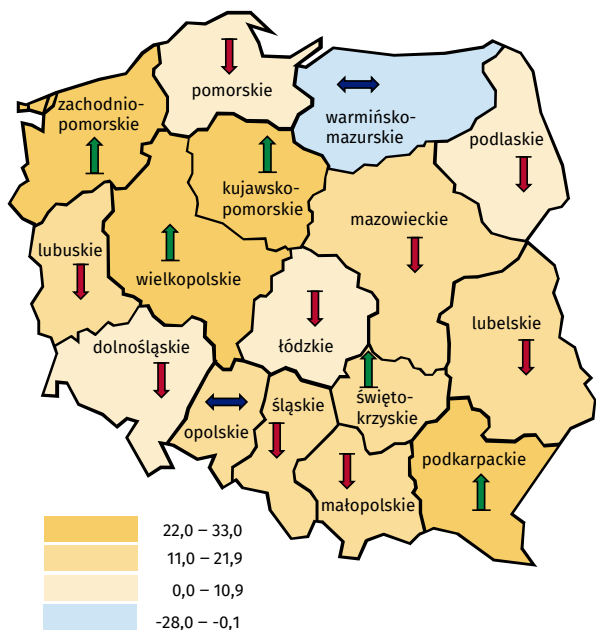 pomorskie
zachodnio-
pomorskie
warmińsko-
mazurskie
podlaskie
kujawsko-
pomorskie
mazowieckie
lubuskie
wielkopolskie
lubelskie
dolnośląskie
łódzkie
śląskie
święto-
krzyskie
opolskie
podkarpackie
małopolskie
22,0 – 33,0
11,0 – 21,9
0,0 – 10,9
-28,0 – -0,1